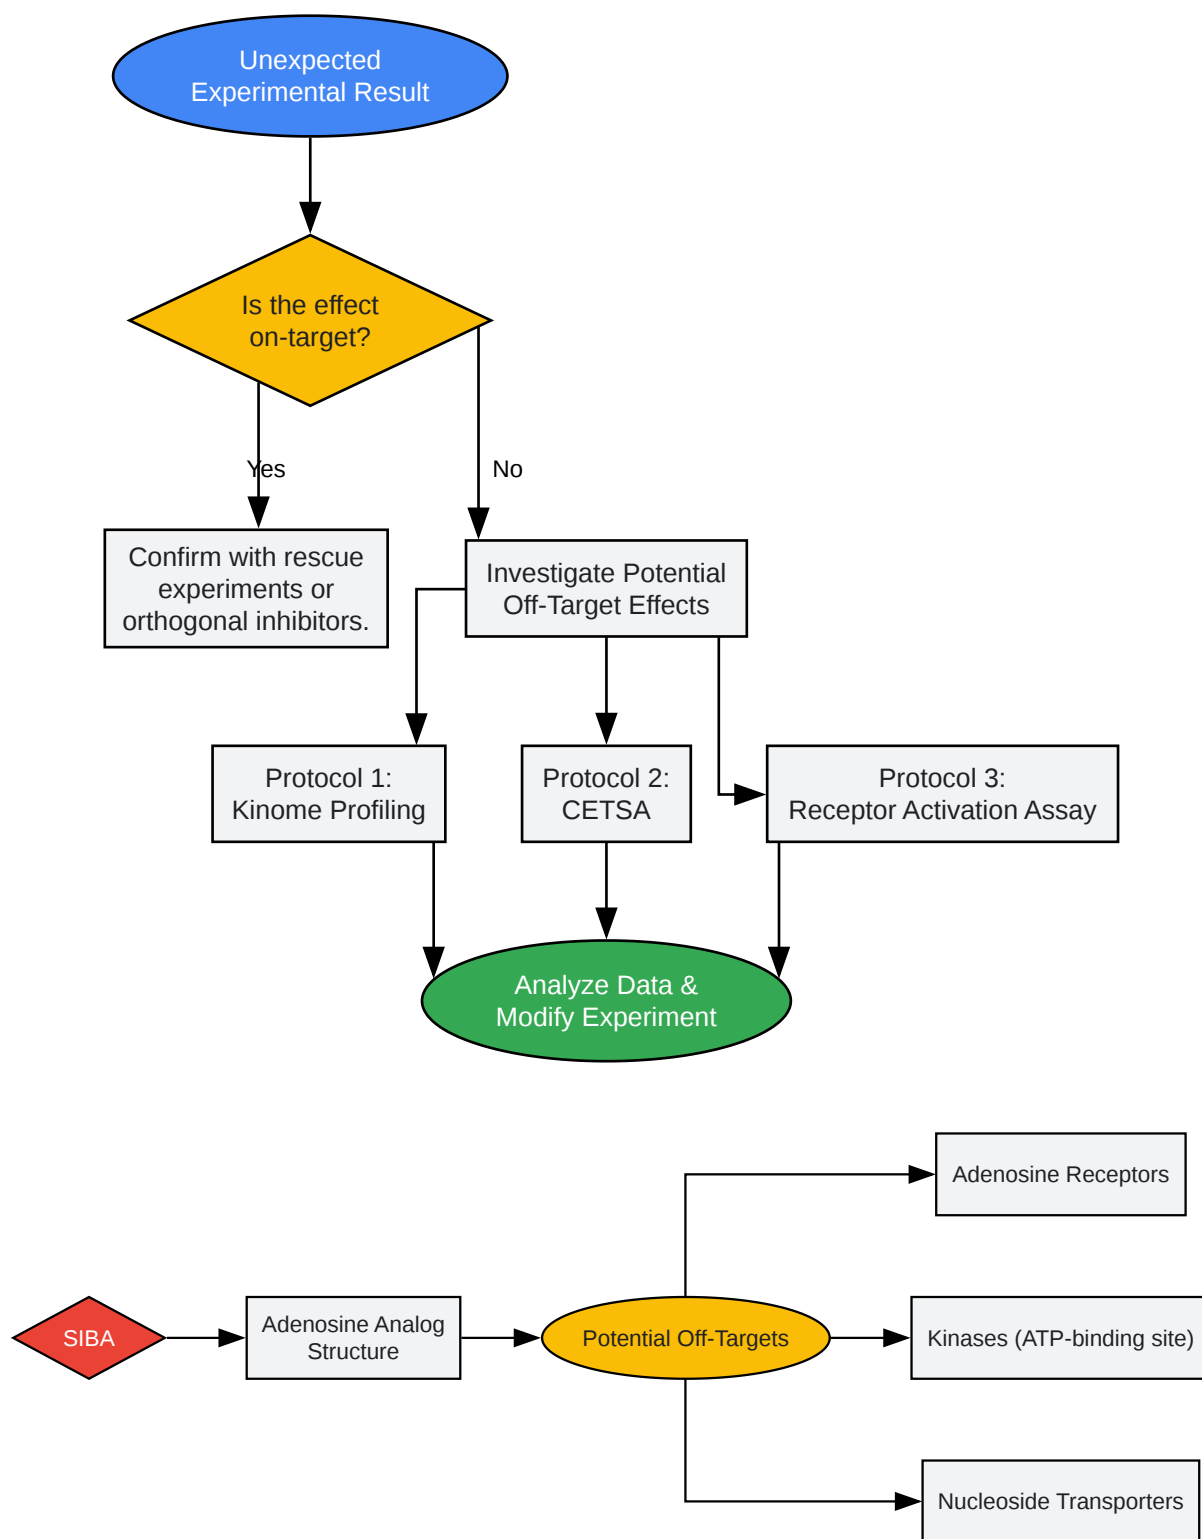 Unexpected
Experimental Result
Is the effect
on-target?
Yes
No
Confirm with rescue
experiments or
orthogonal inhibitors.
Investigate Potential
Off-Target Effects
Protocol 1:
Kinome Profiling
Protocol 2:
CETSA
Protocol 3:
Receptor Activation Assay
Analyze Data &
Modify Experiment
Adenosine Receptors
SIBA
Adenosine Analog
Structure
Potential Off-Targets
Kinases (ATP-binding site)
Nucleoside Transporters